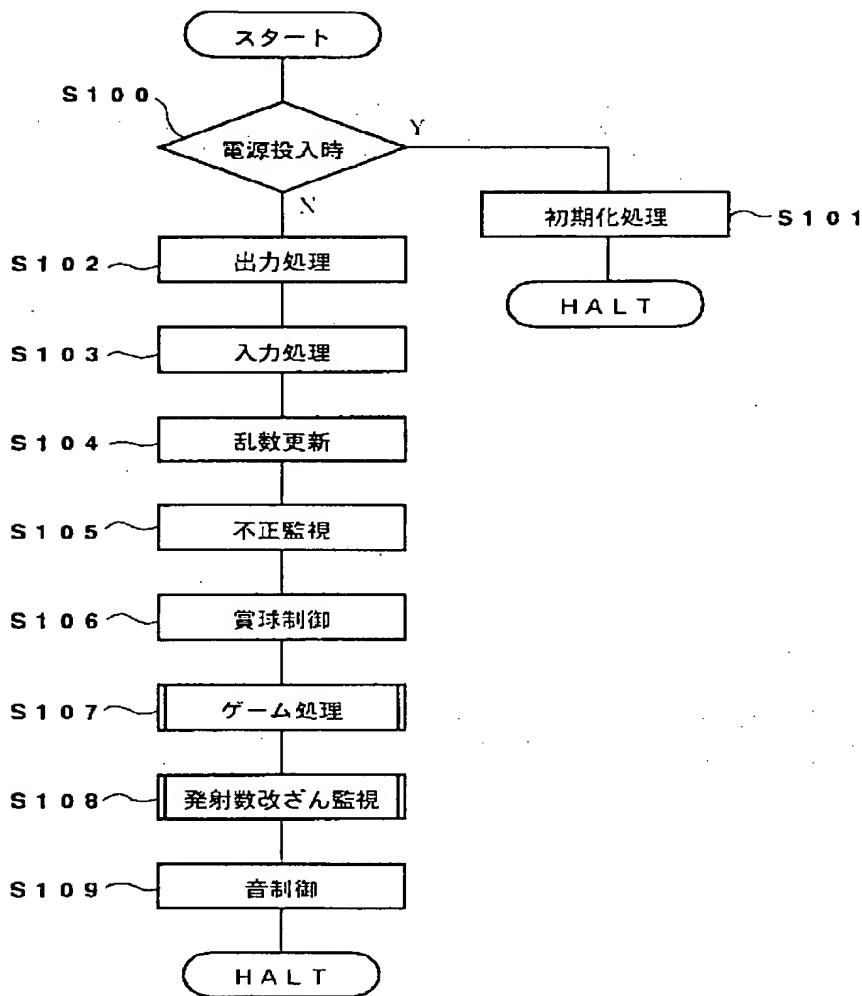 スタート
S100
電源投入時
Y
N
初期化処理
S101
HALT
S102
出力処理
S103
入力処理
S104
乱数更新
S105
不正監視
S106
賞球制御
S107
ゲーム処理
S108
発射数改ざん監視
S109
音制御
HALT